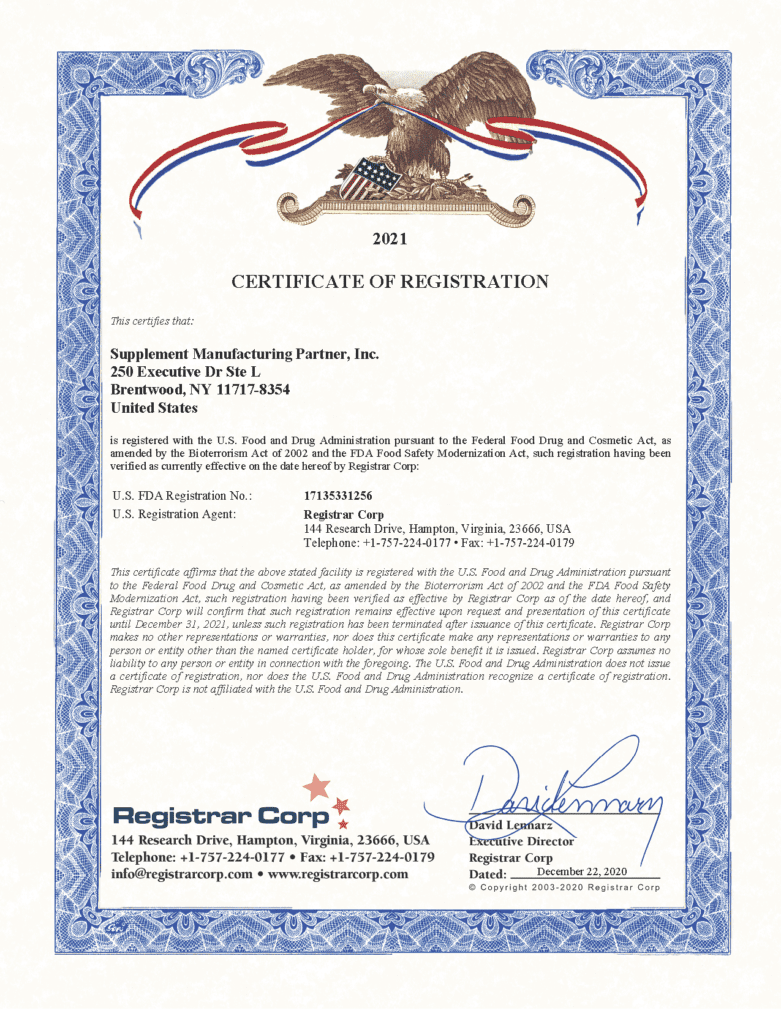 2021
CERTIFICATE OF REGISTRATION
This certifies that:
Supplement Manufacturing Partner, Inc.
250 Executive Dr Ste L
Brentwood, NY 11717-8354
United States
is registered with the U.S. Food and Drug Administration pursuant to the Federal Food Drug and Cosmetic Act, as
amended by the Bioterrorism Act of 2002 and the FDA Food Safety Modernization Act, such registration having been
verified as currently effective on the date hereof by Registrar Corp:
U.S. FDA Registration No.: 17135331256
U.S. Registration Agent: Registrar Corp
144 Research Drive, Hampton, Virginia, 23666, USA
Telephone: +1-757-224-0177 • Fax: +1-757-224-0179
This certificate affirms that the above stated facility is registered with the U.S. Food and Drug Administration pursuant
to the Federal Food Drug and Cosmetic Act, as amended by the Bioterrorism Act of 2002 and the FDA Food Safety
Modernization Act, such registration having been verified as effective by Registrar Corp as of the date hereof, and
Registrar Corp will confirm that such registration remains effective upon request and presentation of this certificate
until December 31, 2021, unless such registration has been terminated after issuance of this certificate. Registrar Corp
makes no other representations or warranties, nor does this certificate make any representations or warranties to any
person or entity other than the named certificate holder, for whose sole benefit it is issued. Registrar Corp assumes no
liability to any person or entity in connection with the foregoing. The U.S. Food and Drug Administration does not issue
a certificate of registration, nor does the U.S. Food and Drug Administration recognize a certificate of registration.
Registrar Corp is not affiliated with the U.S. Food and Drug Administration.
Registrar Corp
144 Research Drive, Hampton, Virginia, 23666, USA
Telephone: +1-757-224-0177 • Fax: +1-757-224-0179
info@registrarcorp.com • www.registrarcorp.com
David Lennarz
David Lennarz
Executive Director
Registrar Corp
Dated: December 22, 2020
© Copyright 2003-2020 Registrar Corp